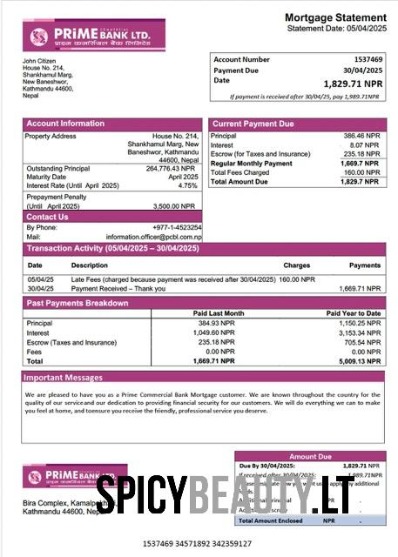 PRIME BANK LTD.
Mortgage Statement
Statement Date: 05/04/2025
John Citizen
House No. 214,
Shankhamul Marg,
New Baneshwor,
Kathmandu 44600,
Nepal
Account Number 1537469
Payment Due 30/04/2025
Date
1,829.71 NPR
If payment is received after 30/04/25, pay 1,989.71NPR
Account Information
Property Address House No. 214,
Shankhamul Marg, New
Baneshwor, Kathmandu
44600, Nepal
Outstanding Principal 264,776.43 NPR
Maturity Date April 2025
Interest Rate (Until April 2025) 4.75%
Prepayment Penalty
(Until April 2025) 3,500.00 NPR
Contact Us
By Phone: +977-1-4523254
Mail: information.officer@pcbl.com.np
Current Payment Due
Principal 386.46 NPR
Interest 8.07 NPR
Escrow (for Taxes and Insurance) 235.18 NPR
Regular Monthly Payment 1,669.7 NPR
Total Fees Charged 160.00 NPR
Total Amount Due 1,829.7 NPR
Transaction Activity (05/04/2025 – 30/04/2025)
Date Description Charges Payments
05/04/25 Late Fees (charged because payment was received after 30/04/2025) 160.00 NPR
30/04/25 Payment Received – Thank you 1,669.71 NPR
Past Payments Breakdown
Paid Last Month Paid Year to Date
Principal 384.93 NPR 1,150.25 NPR
Interest 1,049.60 NPR 3,153.34 NPR
Escrow (Taxes and Insurance) 235.18 NPR 705.54 NPR
Fees 0.00 NPR 0.00 NPR
Total 1,669.71 NPR 5,009.13 NPR
Important Messages
We are pleased to have you as a Prime Commercial Bank Mortgage customer. We are known throughout the country for the
quality of our service and our dedication to providing financial security for our customers. We will do everything we can to make
you feel at home, and toensure you receive the friendly, professional service you deserve.
PRIME BANK LTD.
Bira Complex, Kamalpokh
Kathmandu 44600, NP.
Amount Due
Due By 30/04/2025: 1,829.71 NPR
If received after 30/04/25: 1,989.71NPR
additional
Total Amount Enclosed NPR .
SPICYBEAUTY.LT
1537469 34571892 342359127